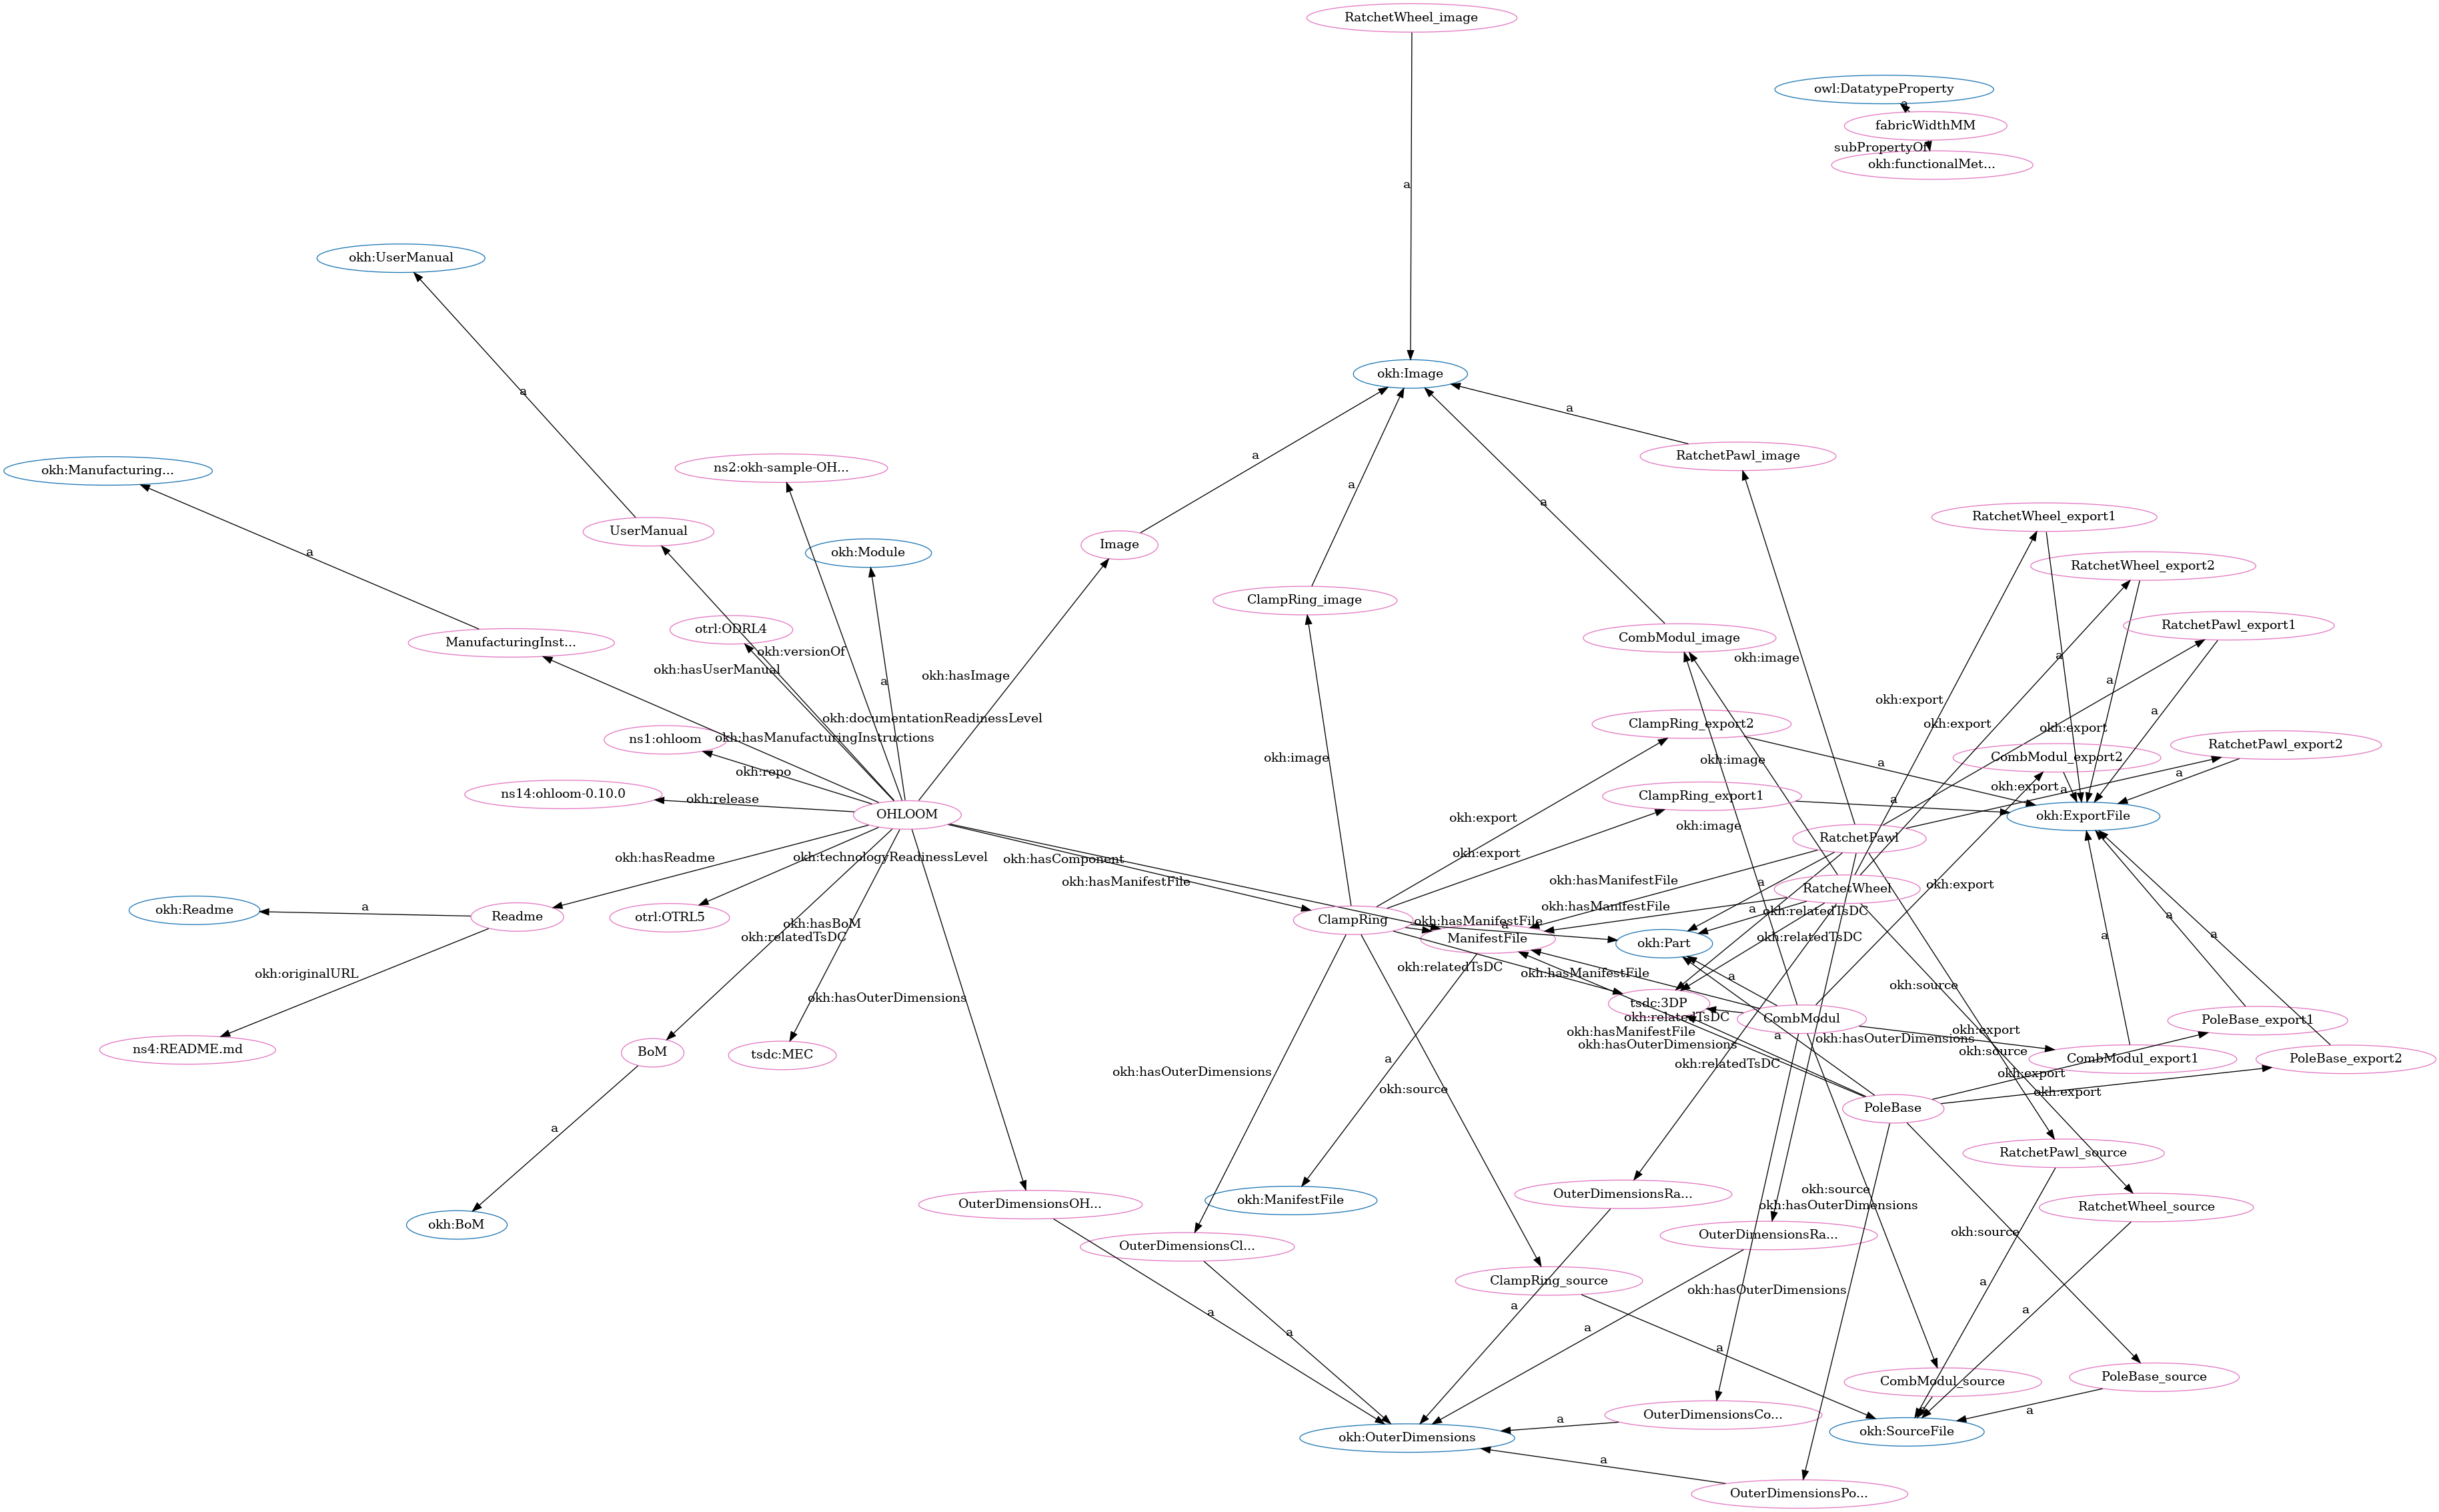 RatchetWheel_image
owl:DatatypeProperty
a
fabricWidthMM
subPropertyOf
okh:functionalMet...
a
okh:UserManual
okh:Image
a
a
a
okh:Manufacturing...
ns2:okh-sample-OH...
RatchetPawl_image
a
a
RatchetWheel_export1
UserManual
okh:Module
Image
a
RatchetWheel_export2
ClampRing_image
RatchetPawl_export1
otrl:ODRL4
CombModul_image
ManufacturingInst...
okh:versionOf
okh:hasUserManual
okh:image
a
okh:hasImage
a
a
okh:export
a
okh:documentationReadinessLevel
ClampRing_export2
okh:export
okh:export
ns1:ohloom
okh:hasManufacturingInstructions
RatchetPawl_export2
okh:image
okh:image
CombModul_export2
a
okh:repo
a
okh:export
a
ns14:ohloom-0.10.0
okh:release
ClampRing_export1
a
OHLOOM
okh:export
okh:image
okh:ExportFile
RatchetPawl
okh:hasReadme
okh:technologyReadinessLevel
okh:hasComponent
okh:export
okh:hasManifestFile
okh:hasManifestFile
a
RatchetWheel
okh:export
okh:Readme
a
Readme
otrl:OTRL5
okh:hasBoM
okh:relatedTsDC
ClampRing
okh:hasManifestFile
okh:hasManifestFile
a
a
okh:relatedTsDC
a
ManifestFile
okh:Part
okh:relatedTsDC
a
a
okh:originalURL
okh:relatedTsDC
okh:hasManifestFile
a
okh:source
okh:hasOuterDimensions
tsdc:3DP
okh:relatedTsDC
CombModul
PoleBase_export1
ns4:README.md
BoM
tsdc:MEC
okh:hasManifestFile
okh:hasOuterDimensions
a
okh:hasOuterDimensions
okh:export
okh:source
CombModul_export1
PoleBase_export2
okh:hasOuterDimensions
a
okh:source
okh:relatedTsDC
okh:export
okh:export
PoleBase
a
RatchetPawl_source
okh:BoM
OuterDimensionsOH...
okh:ManifestFile
OuterDimensionsRa...
okh:source
okh:hasOuterDimensions
RatchetWheel_source
OuterDimensionsCl...
OuterDimensionsRa...
okh:source
ClampRing_source
okh:hasOuterDimensions
a
a
a
a
a
a
a
CombModul_source
PoleBase_source
OuterDimensionsCo...
a
a
okh:OuterDimensions
okh:SourceFile
a
OuterDimensionsPo...